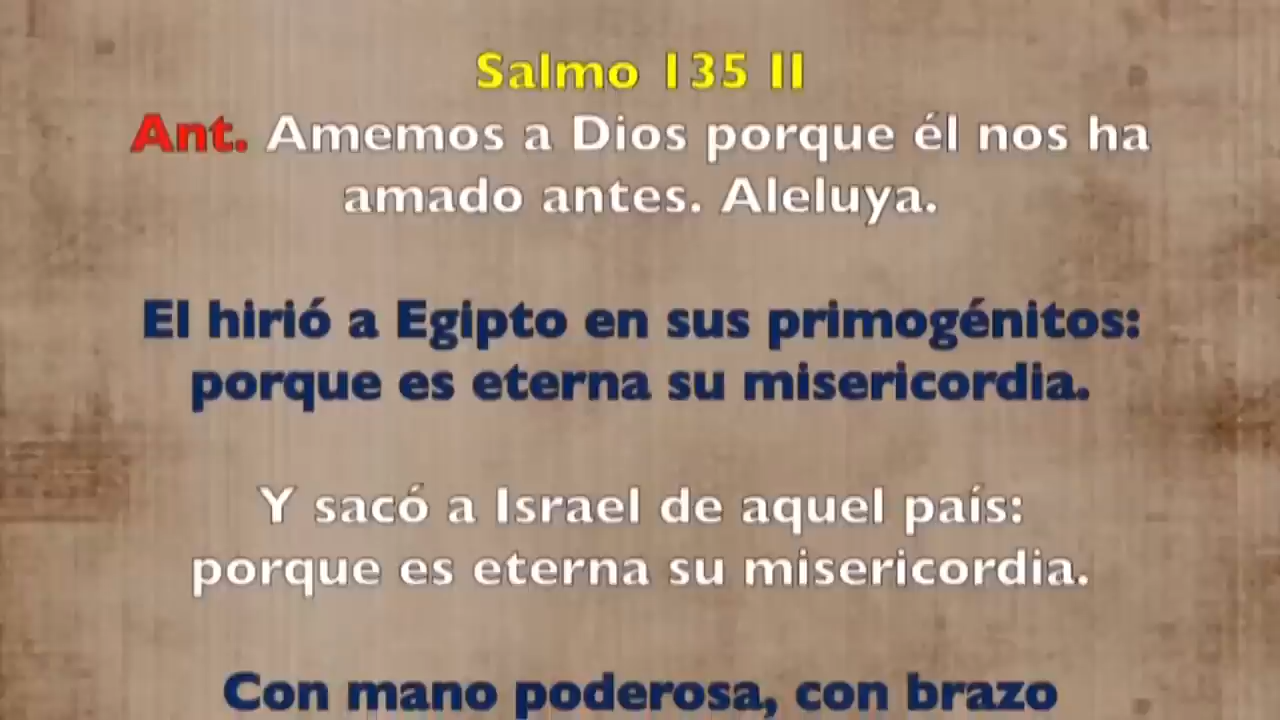 Salmo 135 II
Ant. Amemos a Dios porque él nos ha
amado antes. Aleluya.
El hirió a Egipto en sus primogénitos:
porque es eterna su misericordia.
Y sacó a Israel de aquel país:
porque es eterna su misericordia.
Con mano poderosa, con brazo